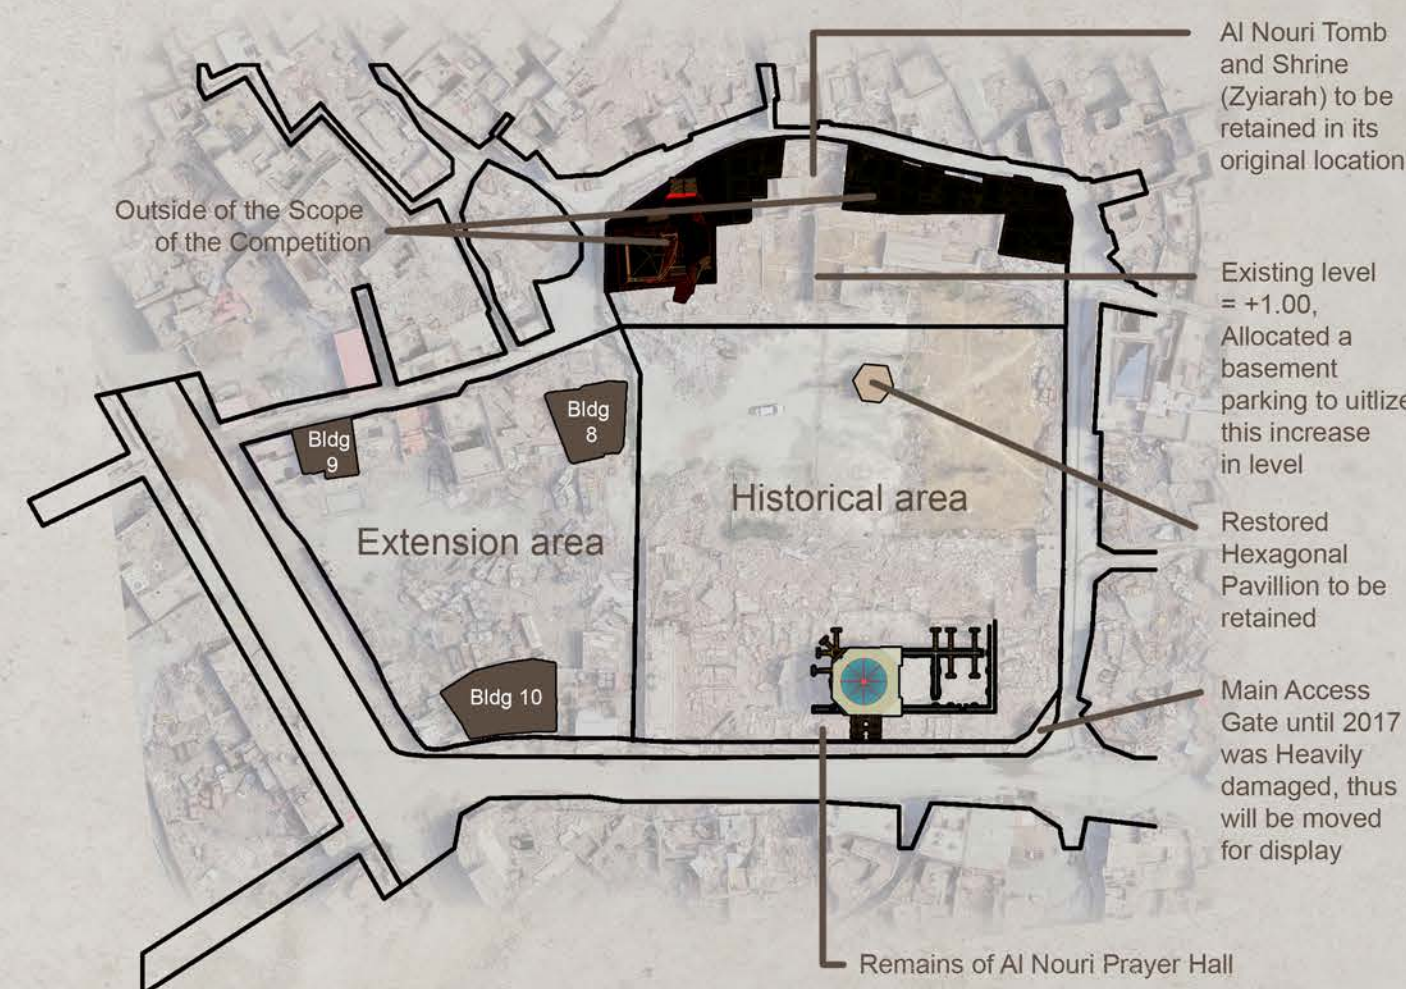 Al Nouri Tomb
and Shrine
(Zyiarah) to be
retained in its
original location
Outside of the Scope
of the Competition
Existing level
= +1.00,
Allocated a
basement
parking to uitlize
this increase
in level
Bldg
8
Bldg
9
Historical area
Extension area
Restored
Hexagonal
Pavillion to be
retained
Bldg 10
Main Access
Gate until 2017
was Heavily
damaged, thus
will be moved
for display
Remains of Al Nouri Prayer Hall